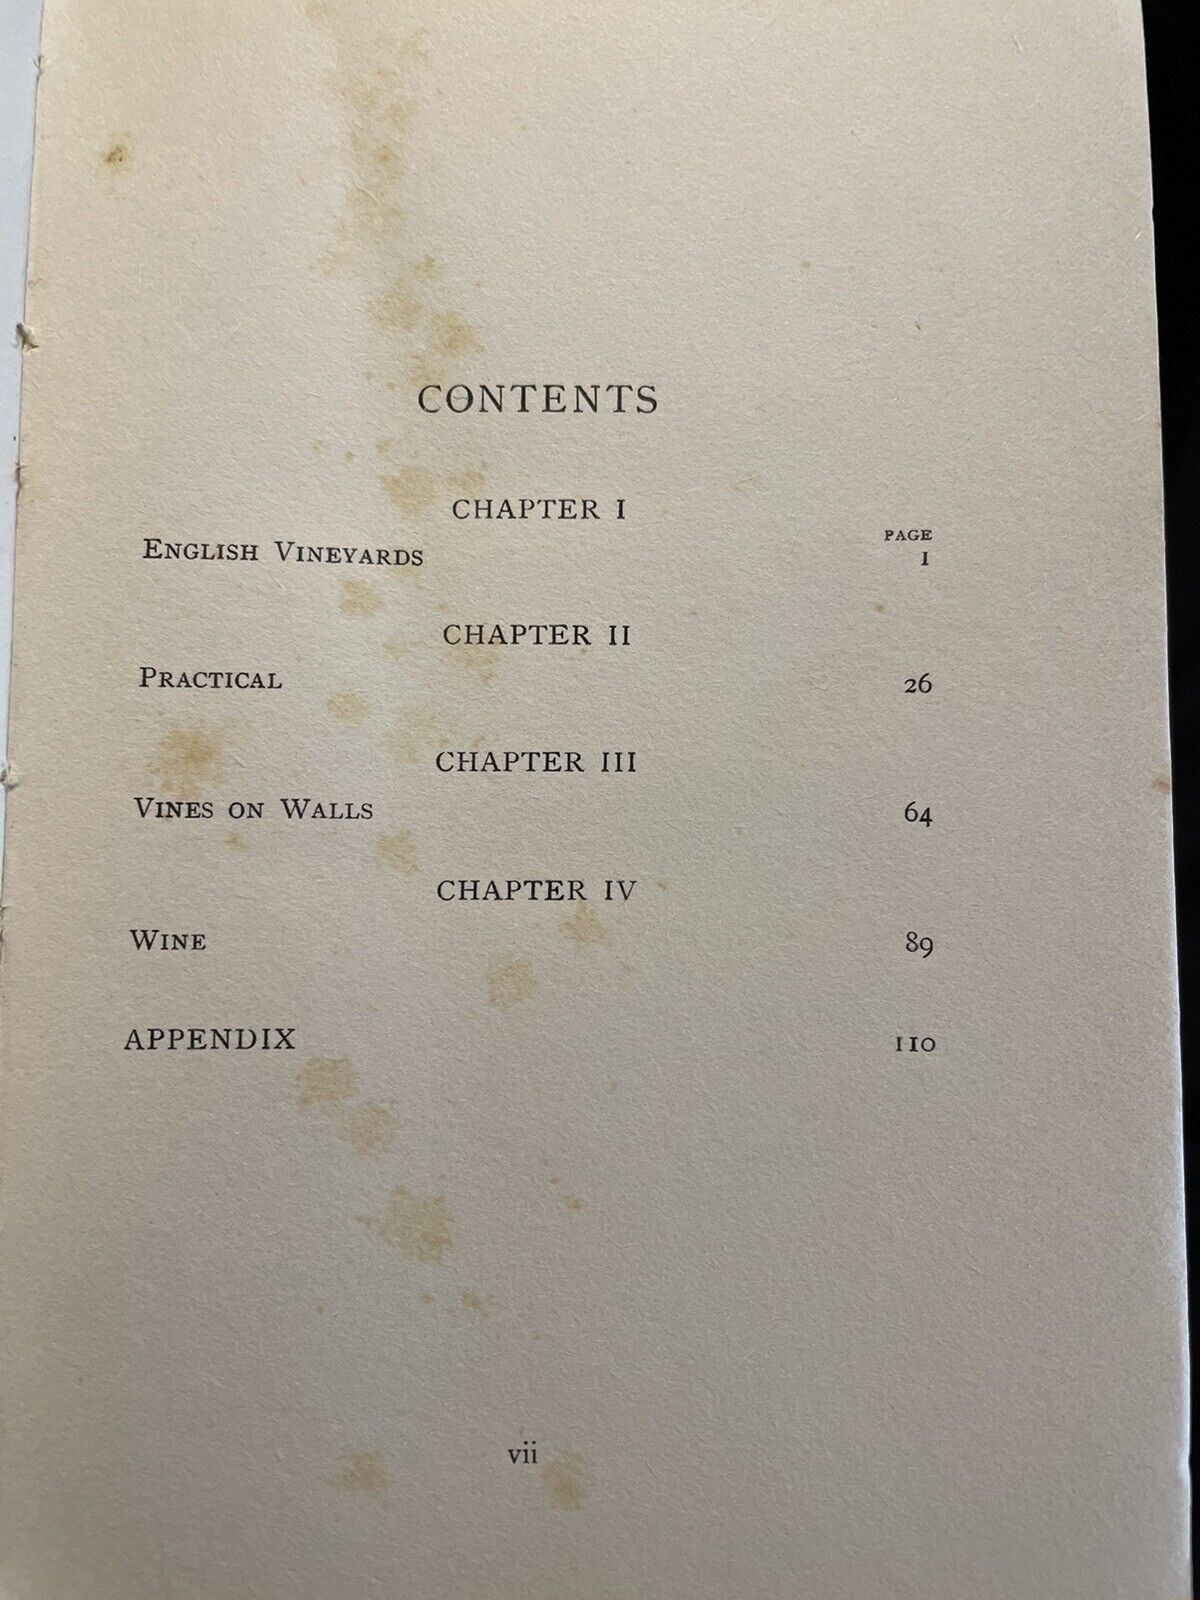 CONTENTS
CHAPTER I
PAGE
ENGLISH VINEYARDS 1
CHAPTER II
PRACTICAL 26
CHAPTER III
VINES ON WALLS 64
CHAPTER IV
WINE 89
APPENDIX 110
vii